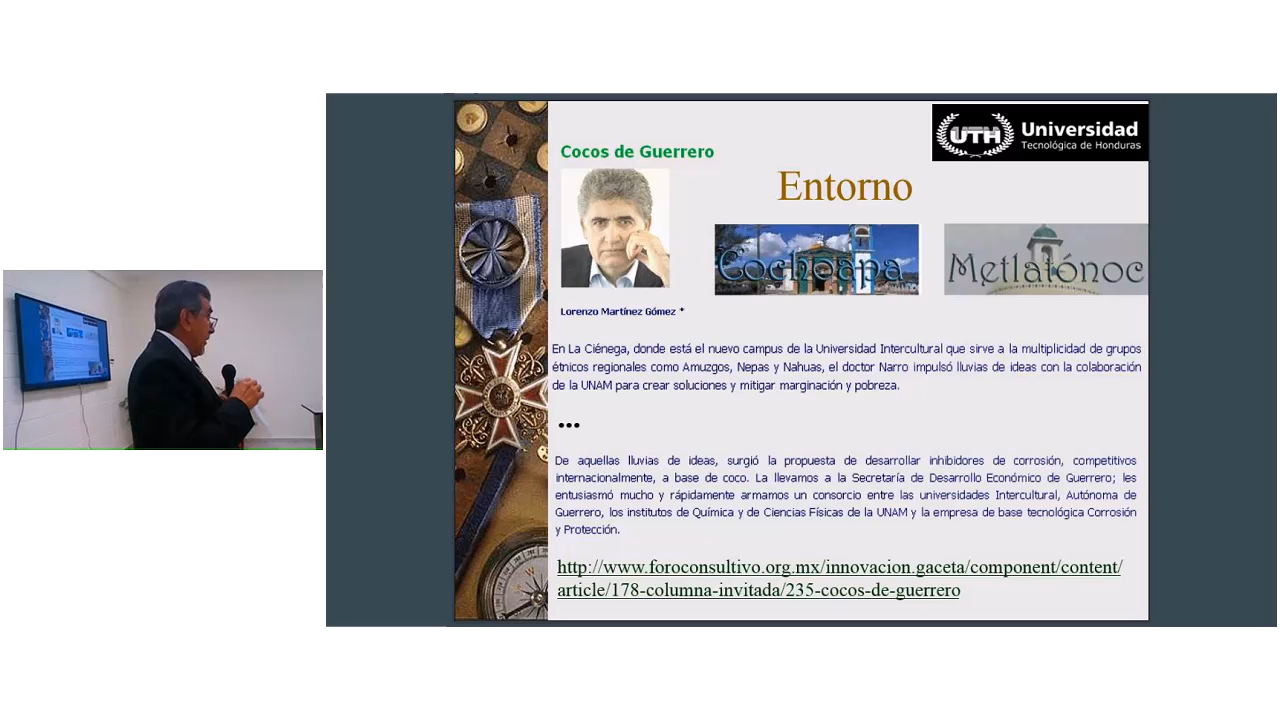 UTH Universidad
Tecnológica de Honduras
Cocos de Guerrero
Entorno
Cochoapa
Metlatónoc
Lorenzo Martínez Gómez *
En La Ciénega, donde está el nuevo campus de la Universidad Intercultural que sirve a la multiplicidad de grupos
étnicos regionales como Amuzgos, Nepas y Nahuas, el doctor Narro impulsó lluvias de ideas con la colaboración
de la UNAM para crear soluciones y mitigar marginación y pobreza.
...
De aquellas lluvias de ideas, surgió la propuesta de desarrollar inhibidores de corrosión, competitivos
internacionalmente, a base de coco. La llevamos a la Secretaría de Desarrollo Económico de Guerrero; les
entusiasmó mucho y rápidamente armamos un consorcio entre las universidades Intercultural, Autónoma de
Guerrero, los institutos de Química y de Ciencias Físicas de la UNAM y la empresa de base tecnológica Corrosión
y Protección.
http://www.foroconsultivo.org.mx/innovacion.gaceta/component/content/
article/178-columna-invitada/235-cocos-de-guerrero